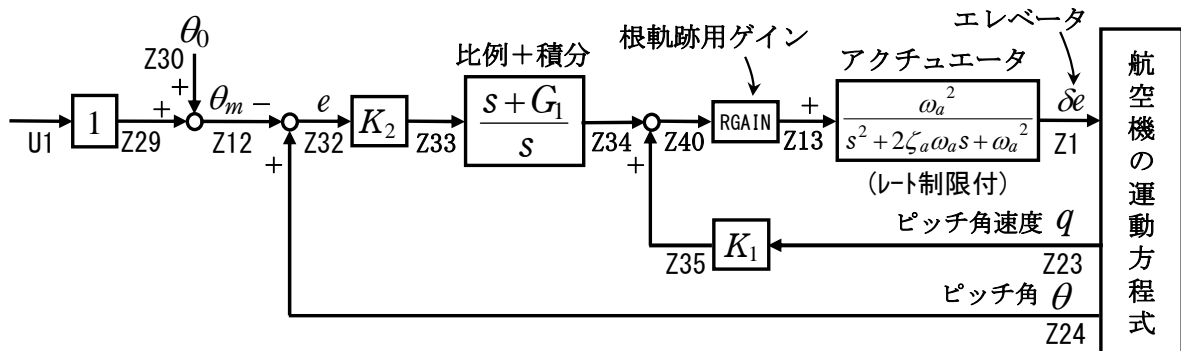 エレベータ
根軌跡用ゲイン
θ₀
Z30
比例＋積分
アクチュエータ
δe
+
+
θₘ −
e
s + G₁
s
+
ωₐ²
s² + 2ζₐωₐs + ωₐ²
1
K₂
RGAIN
U1
Z29
Z12
Z32
Z33
Z34
Z40
Z13
Z1
+
+
(レート制限付)
ピッチ角速度 q
K₁
Z35
Z23
ピッチ角 θ
Z24
航空機の運動方程式